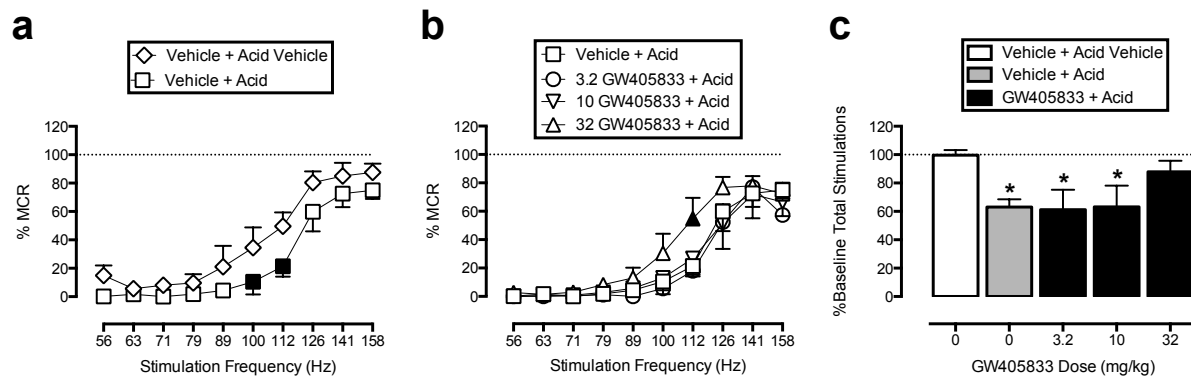 a
Vehicle + Acid Vehicle
Vehicle + Acid
120
100
80
60
40
20
0
% MCR
56 63 71 79 89 100 112 126 141 158
Stimulation Frequency (Hz)
b
Vehicle + Acid
3.2 GW405833 + Acid
10 GW405833 + Acid
32 GW405833 + Acid
120
100
80
60
40
20
0
% MCR
56 63 71 79 89 100 112 126 141 158
Stimulation Frequency (Hz)
c
Vehicle + Acid Vehicle
Vehicle + Acid
GW405833 + Acid
120
100
80
60
40
20
0
%Baseline Total Stimulations
* * *
0 0 3.2 10 32
GW405833 Dose (mg/kg)